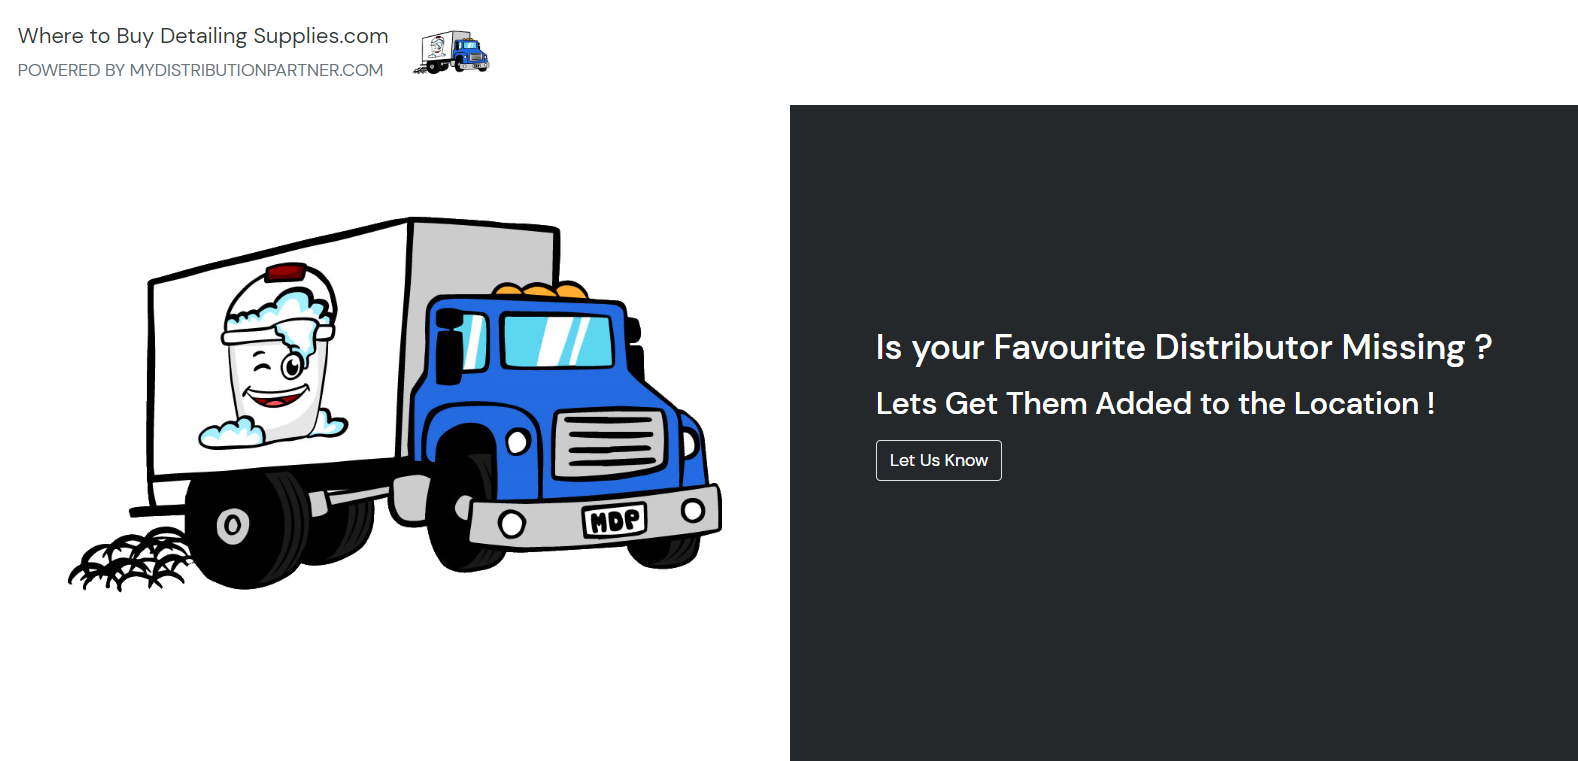 Where to Buy Detailing Supplies.com
POWERED BY MYDISTRIBUTIONPARTNER.COM
MDP
Is your Favourite Distributor Missing ?
Lets Get Them Added to the Location !
Let Us Know